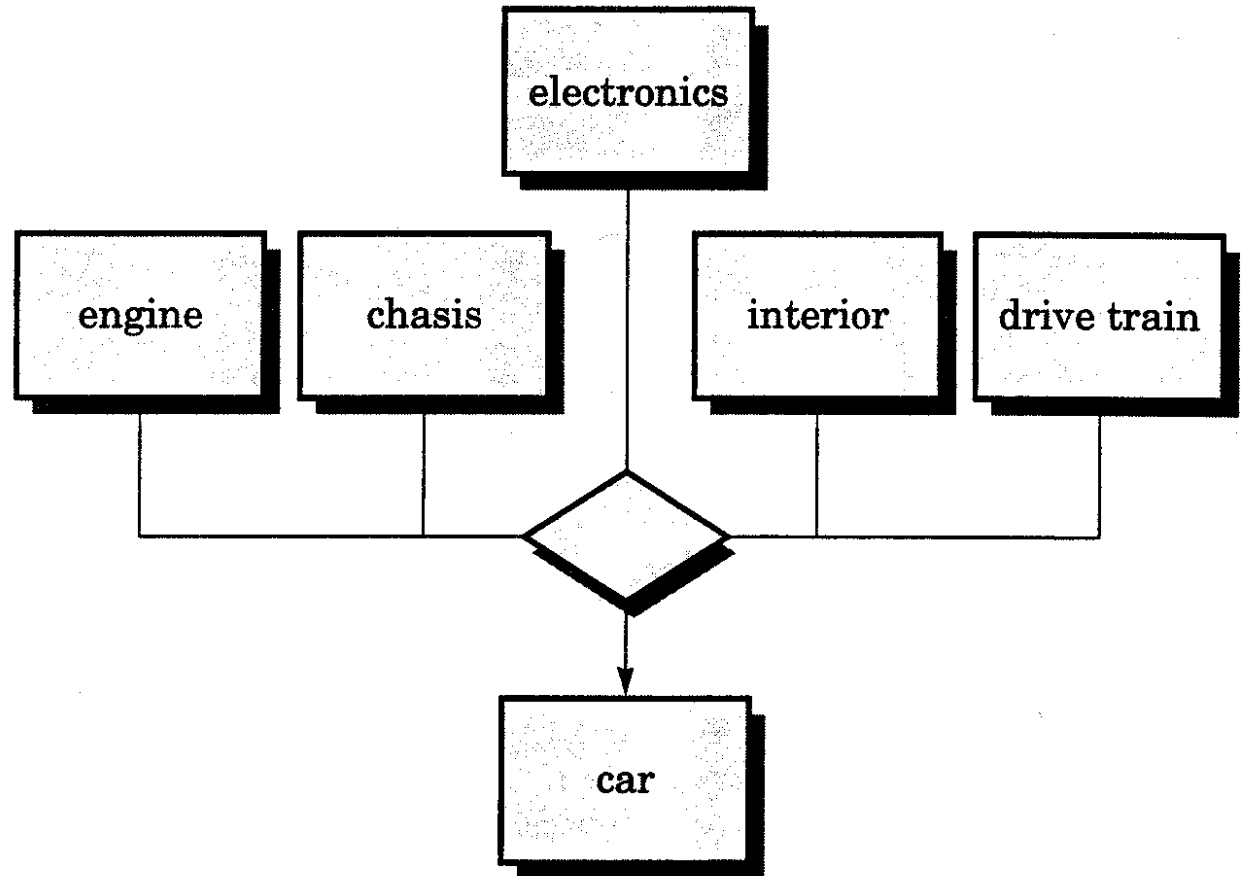 electronics
engine
chasis
interior
drive train
car